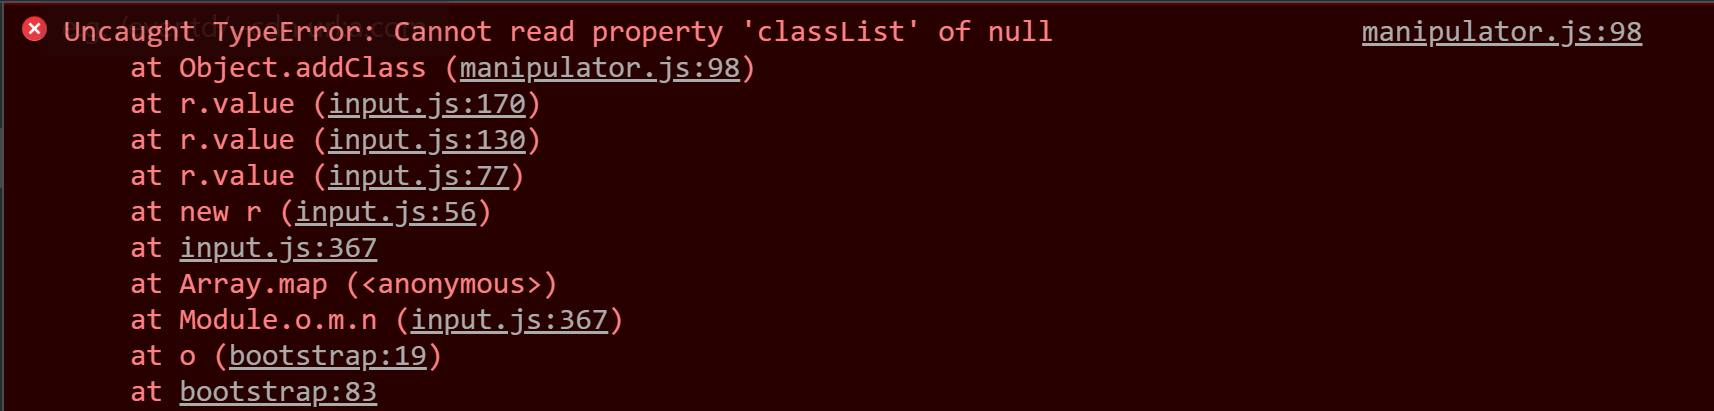 Uncaught TypeError: Cannot read property 'classList' of null manipulator.js:98
at Object.addClass (manipulator.js:98)
at r.value (input.js:170)
at r.value (input.js:130)
at r.value (input.js:77)
at new r (input.js:56)
at input.js:367
at Array.map (<anonymous>)
at Module.o.m.n (input.js:367)
at o (bootstrap:19)
at bootstrap:83